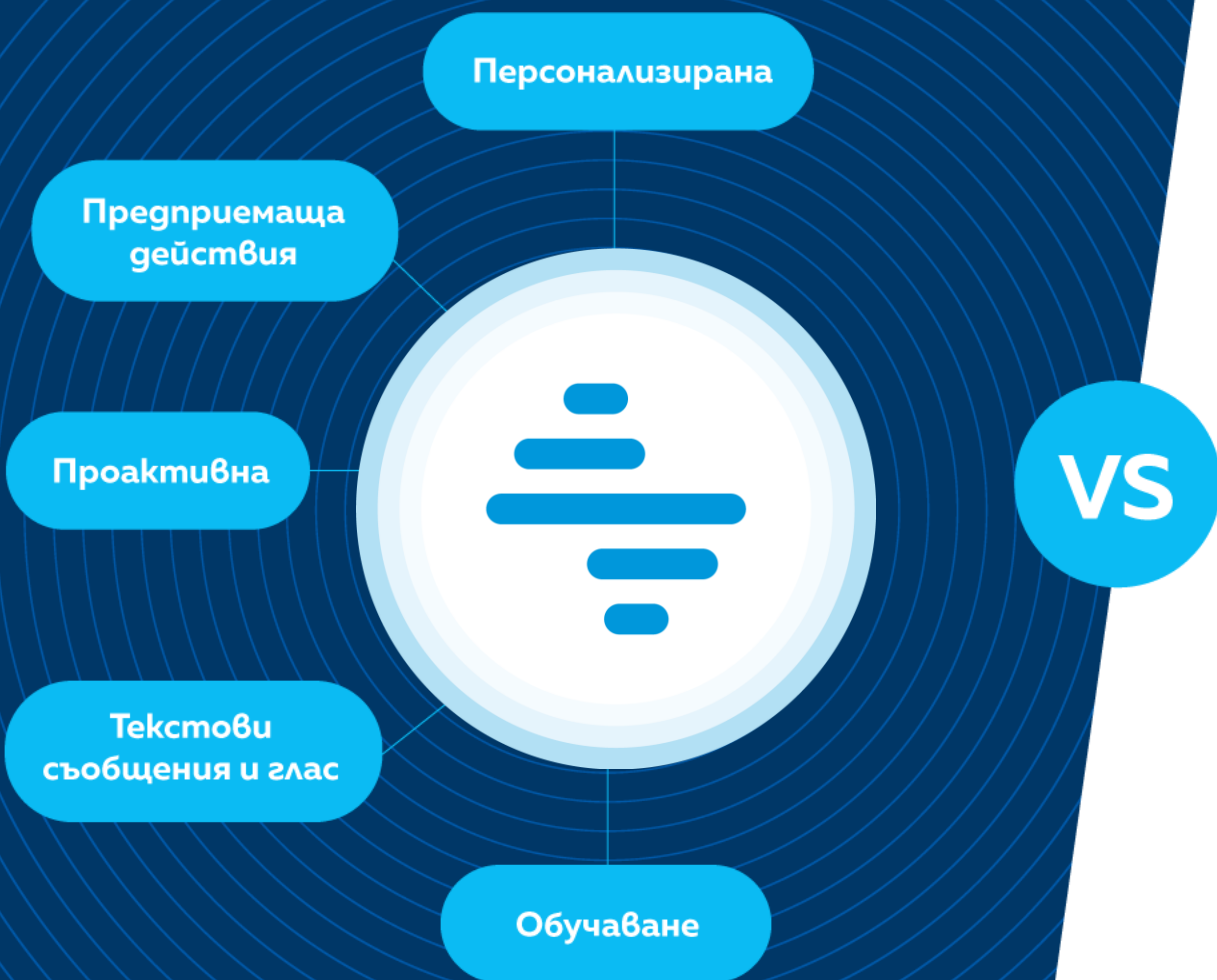 Персонализирана
Предприемаща
действия
Проактивна
VS
Текстови
съобщения и глас
Обучаване